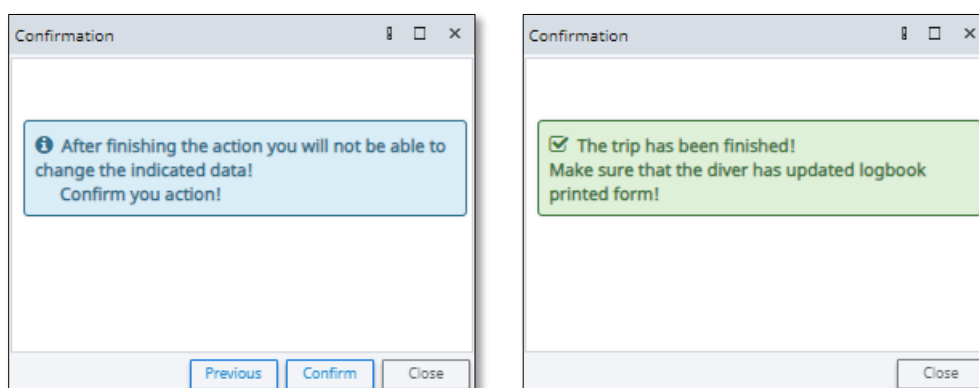 Confirmation
After finishing the action you will not be able to
change the indicated data!
Confirm you action!
Previous
Confirm
Close
Confirmation
The trip has been finished!
Make sure that the diver has updated logbook
printed form!
Close